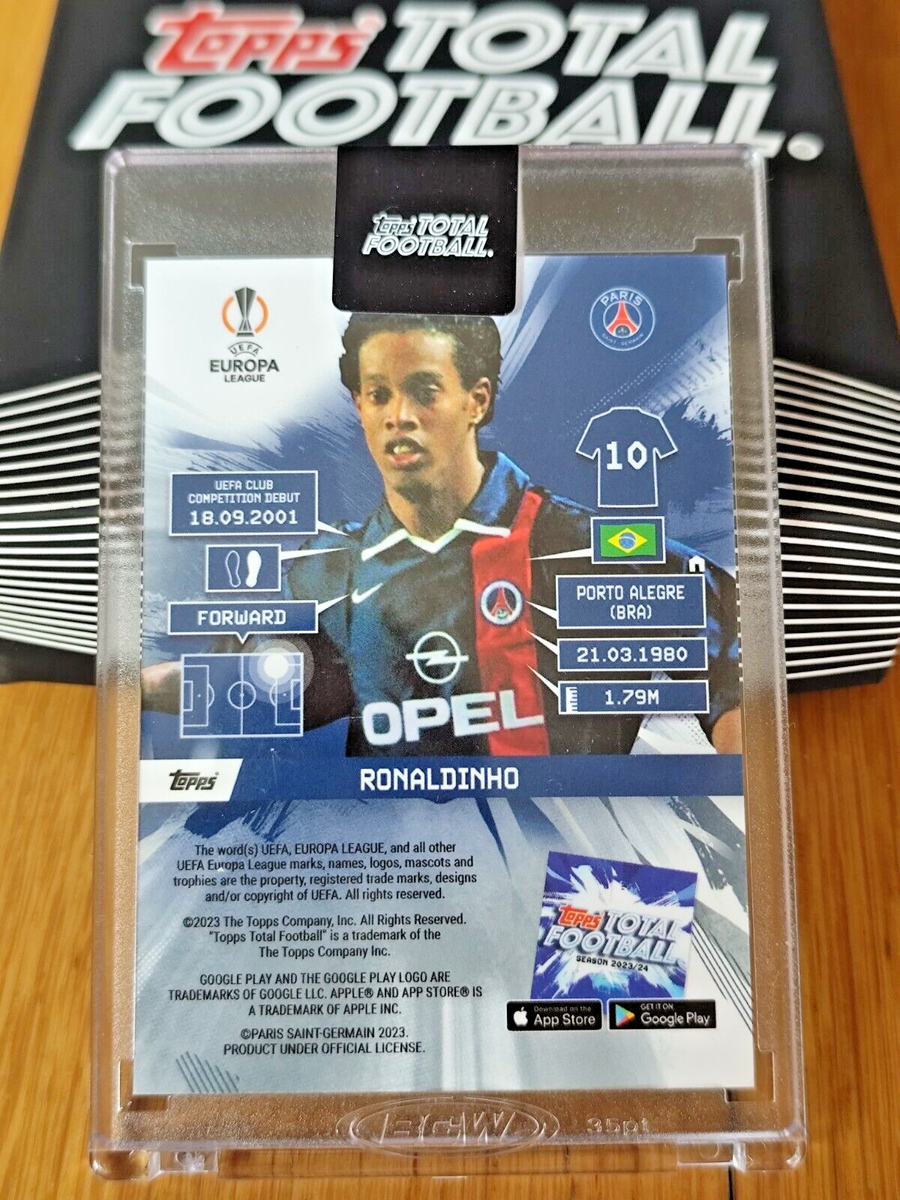 topps TOTAL
FOOTBALL®
topps TOTAL
FOOTBALL®
UEFA
EUROPA
LEAGUE
PARIS
SAINT-GERMAIN
10
UEFA CLUB
COMPETITION DEBUT
18.09.2001
FORWARD
PORTO ALEGRE
(BRA)
21.03.1980
1.79M
OPEL
topps
RONALDINHO
The word(s) UEFA, EUROPA LEAGUE, and all other
UEFA Europa League marks, names, logos, mascots and
trophies are the property, registered trade marks, designs
and/or copyright of UEFA. All rights reserved.
©2023 The Topps Company, Inc. All Rights Reserved.
"Topps Total Football" is a trademark of the
The Topps Company Inc.
GOOGLE PLAY AND THE GOOGLE PLAY LOGO ARE
TRADEMARKS OF GOOGLE LLC. APPLE® AND APP STORE® IS
A TRADEMARK OF APPLE INC.
©PARIS SAINT-GERMAIN 2023.
PRODUCT UNDER OFFICIAL LICENSE.
topps TOTAL
FOOTBALL
SEASON 2023/24
Download on the
App Store
GET IT ON
Google Play
BCW 35pt